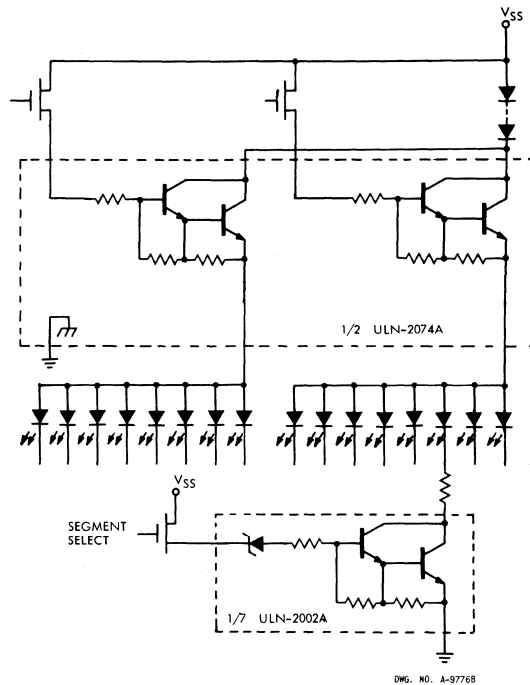 VSS
1/2 ULN-2074A
VSS
SEGMENT
SELECT
1/7 ULN-2002A
DWG. NO. A-9776B